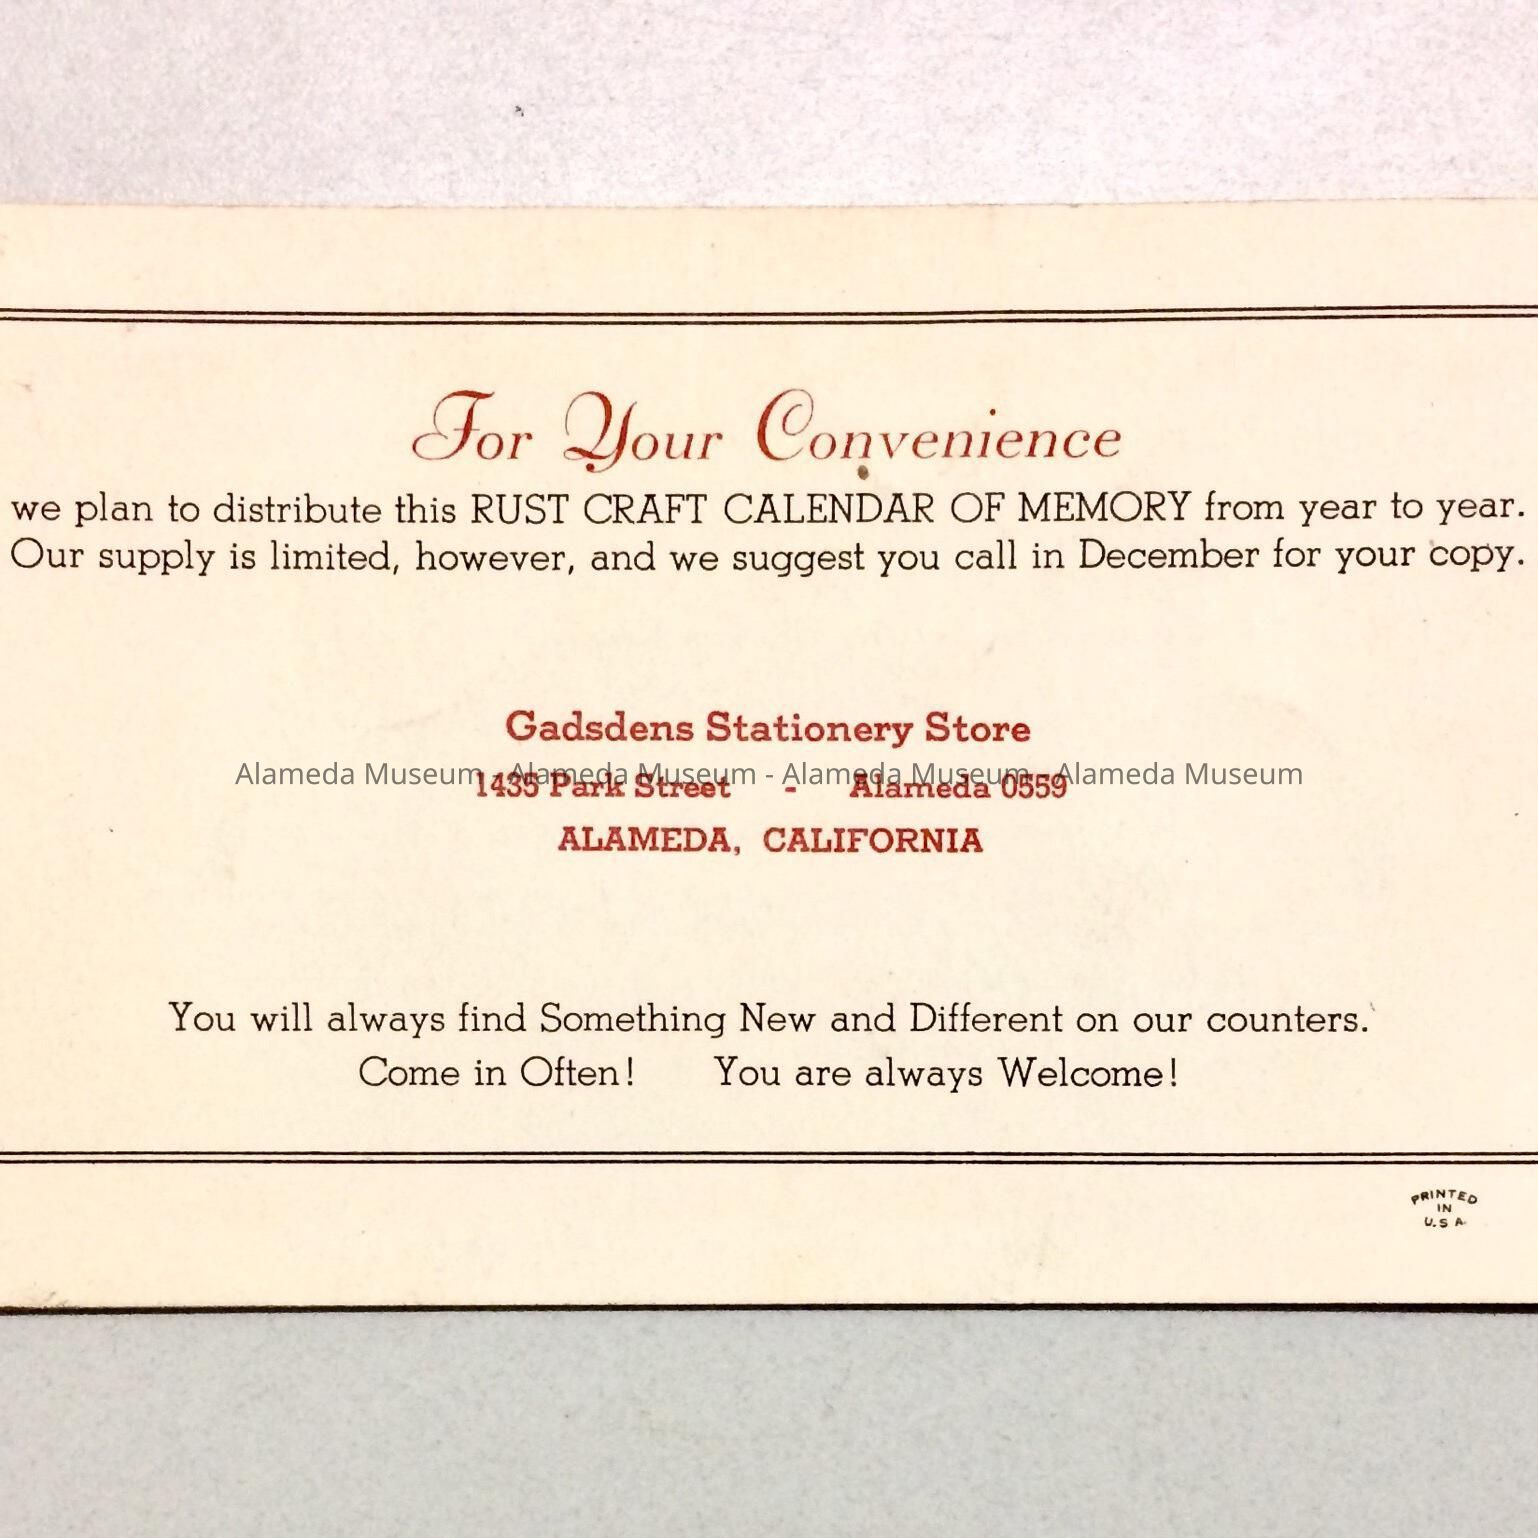 For Your Convenience
we plan to distribute this RUST CRAFT CALENDAR OF MEMORY from year to year.
Our supply is limited, however, and we suggest you call in December for your copy.
Gadsdens Stationery Store
Alameda Museum - Alameda Museum - Alameda Museum - Alameda Museum
1435 Park Street - Alameda 0559
ALAMEDA, CALIFORNIA
You will always find Something New and Different on our counters.
Come in Often! You are always Welcome!
PRINTED
IN
U.S A.